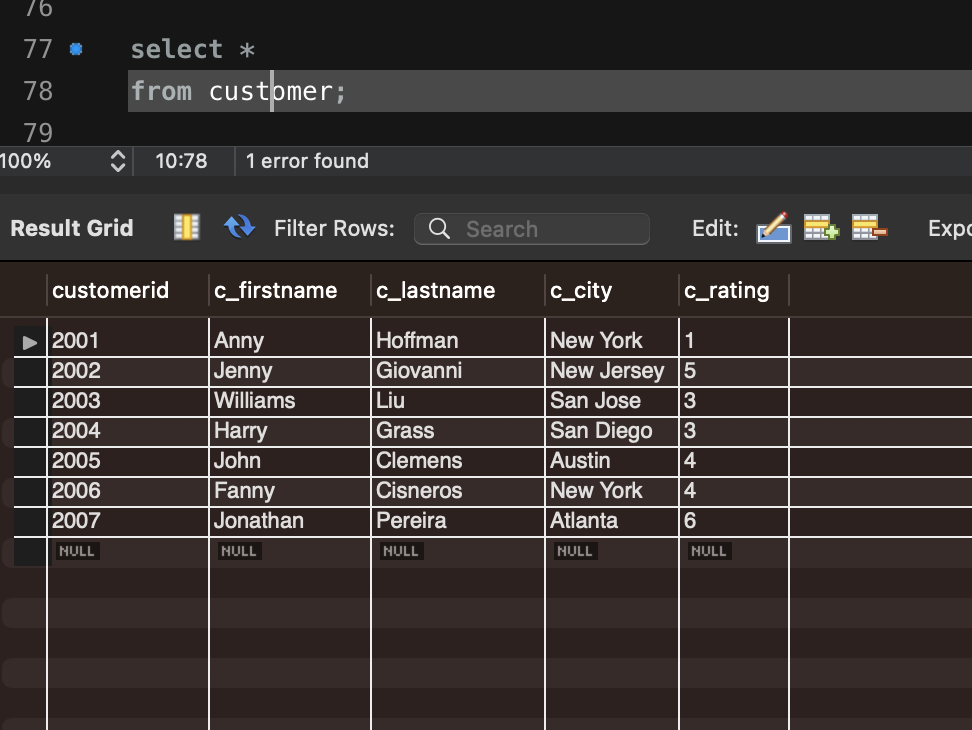 76
77 select *
78 from customer;
79
100% 10:78 1 error found
Result Grid Filter Rows: Search Edit: Expo
customerid c_firstname c_lastname c_city c_rating
2001 Anny Hoffman New York 1
2002 Jenny Giovanni New Jersey 5
2003 Williams Liu San Jose 3
2004 Harry Grass San Diego 3
2005 John Clemens Austin 4
2006 Fanny Cisneros New York 4
2007 Jonathan Pereira Atlanta 6
NULL NULL NULL NULL NULL